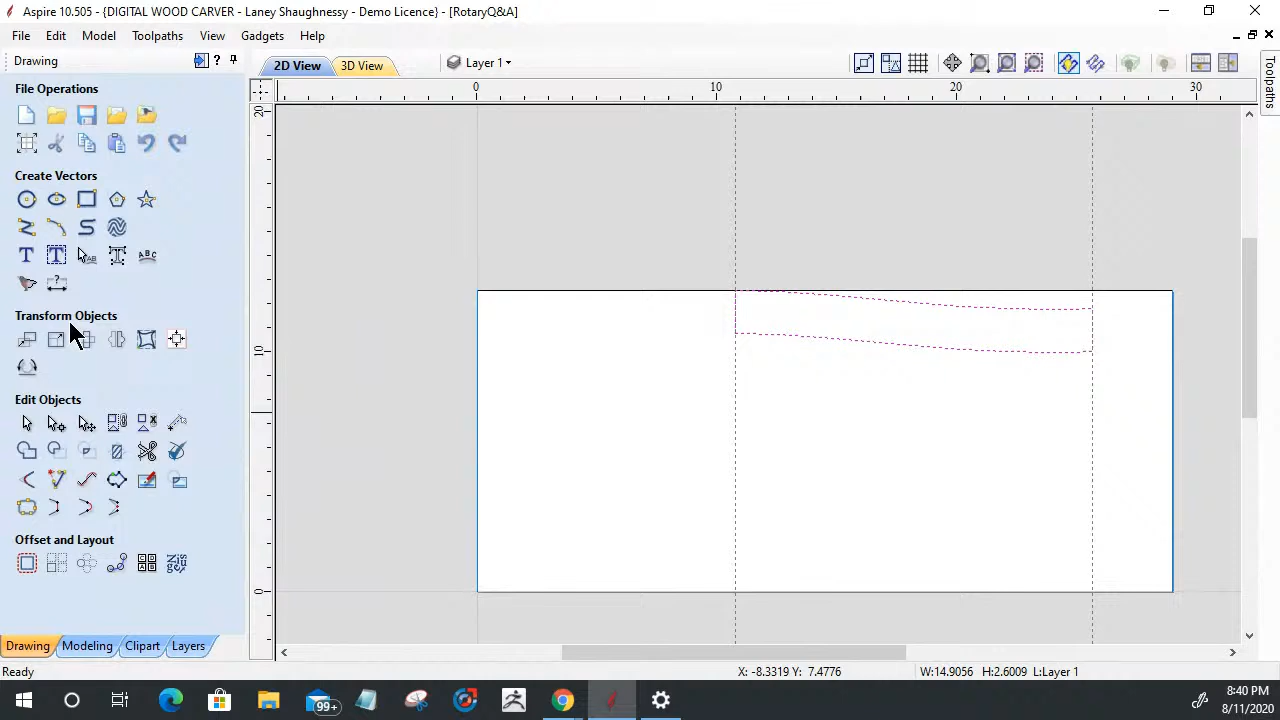 Aspire 10.505 - {DIGITAL WOOD CARVER - Laney Shaughnessy - Demo Licence} - [RotaryQ&A]
File Edit Model Toolpaths View Gadgets Help
Drawing
2D View 3D View Layer 1
File Operations
Create Vectors
Transform Objects
Edit Objects
Offset and Layout
0 10 20 30
20
10
0
Toolpaths
Drawing Modeling Clipart Layers
Ready X: -8.3319 Y: 7.4776 W:14.9056 H:2.6009 L:Layer 1
99+
8:40 PM
8/11/2020